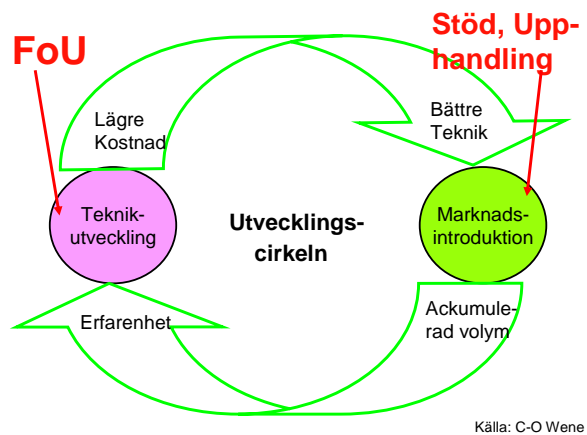 FoU
Stöd, Upp-
handling
Lägre
Kostnad
Bättre
Teknik
Teknik-
utveckling
Utvecklings-
cirkeln
Marknads-
introduktion
Erfarenhet
Ackumule-
rad volym
Källa: C-O Wene